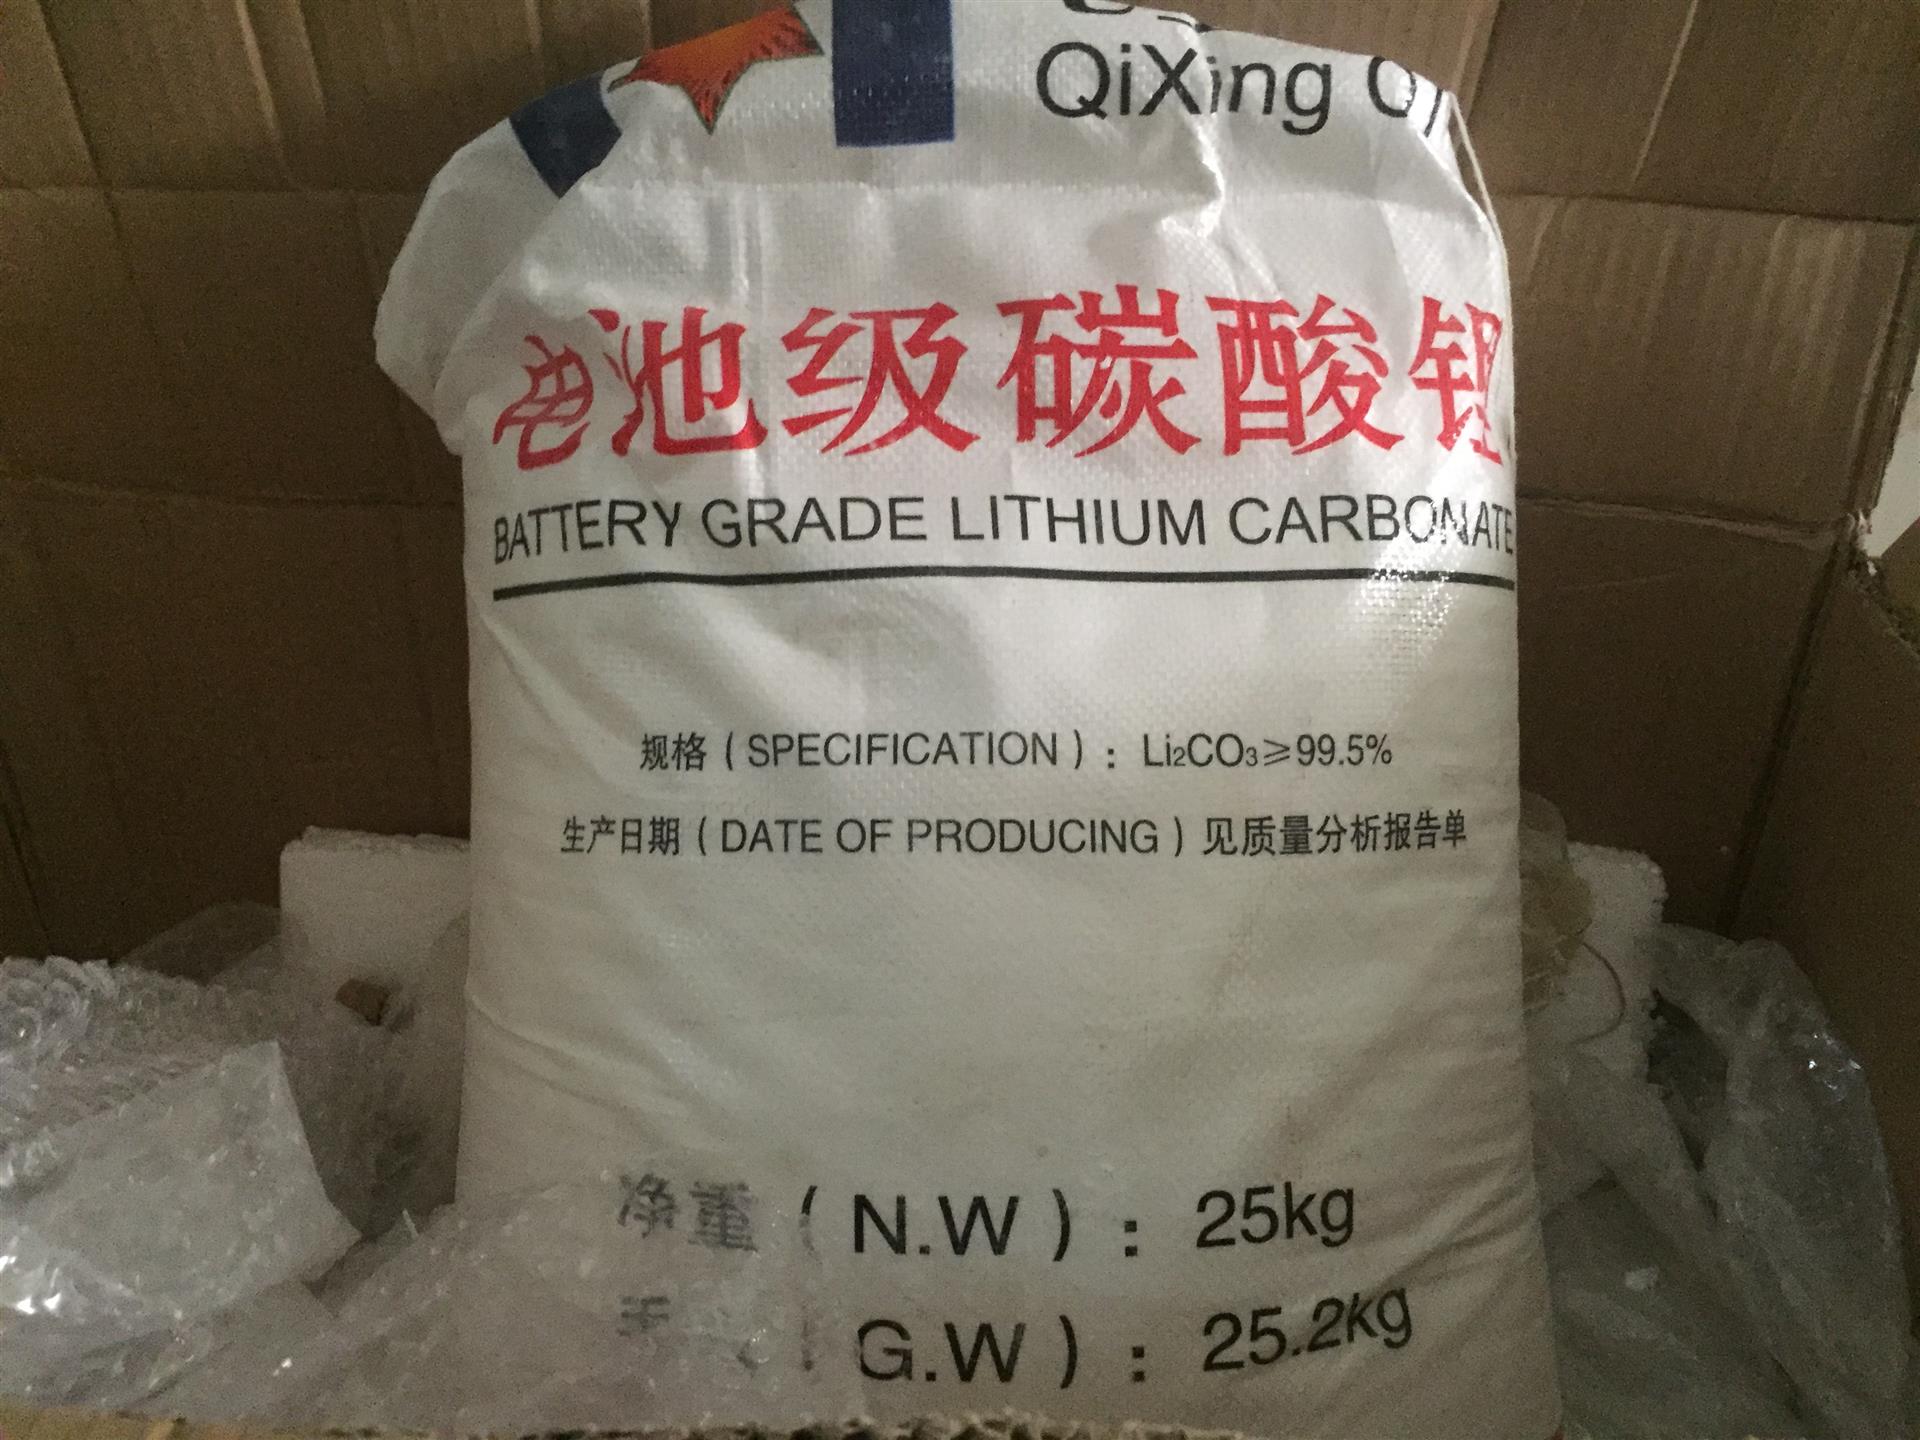 QiXing
电池级碳酸锂
BATTERY GRADE LITHIUM CARBONATE
规格（SPECIFICATION）：Li₂CO₃≥99.5%
生产日期（DATE OF PRODUCING）见质量分析报告单
净重（N.W）：25kg
（G.W）：25.2kg